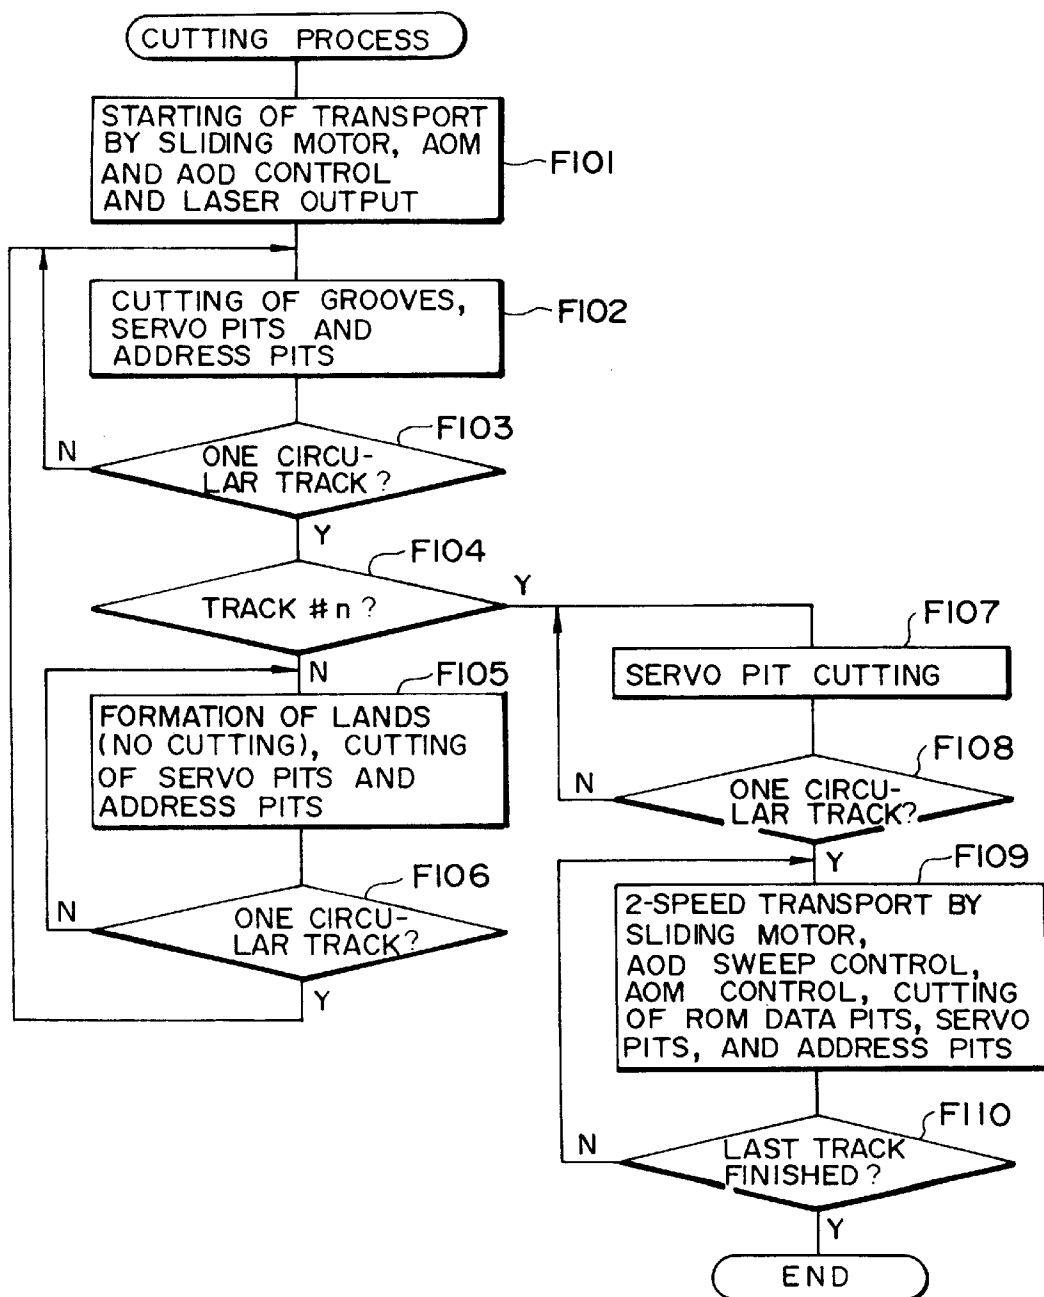 CUTTING PROCESS
STARTING OF TRANSPORT
BY SLIDING MOTOR, AOM
AND AOD CONTROL
AND LASER OUTPUT
F101
CUTTING OF GROOVES,
SERVO PITS AND
ADDRESS PITS
F102
F103
N
ONE CIRCU-
LAR TRACK?
Y
F104
TRACK #n?
Y
N
F105
FORMATION OF LANDS
(NO CUTTING), CUTTING
OF SERVO PITS AND
ADDRESS PITS
F106
N
ONE CIRCU-
LAR TRACK?
Y
F107
SERVO PIT CUTTING
F108
N
ONE CIRCU-
LAR TRACK?
Y
F109
2-SPEED TRANSPORT BY
SLIDING MOTOR,
AOD SWEEP CONTROL,
AOM CONTROL, CUTTING
OF ROM DATA PITS, SERVO
PITS, AND ADDRESS PITS
F110
N
LAST TRACK
FINISHED?
Y
END